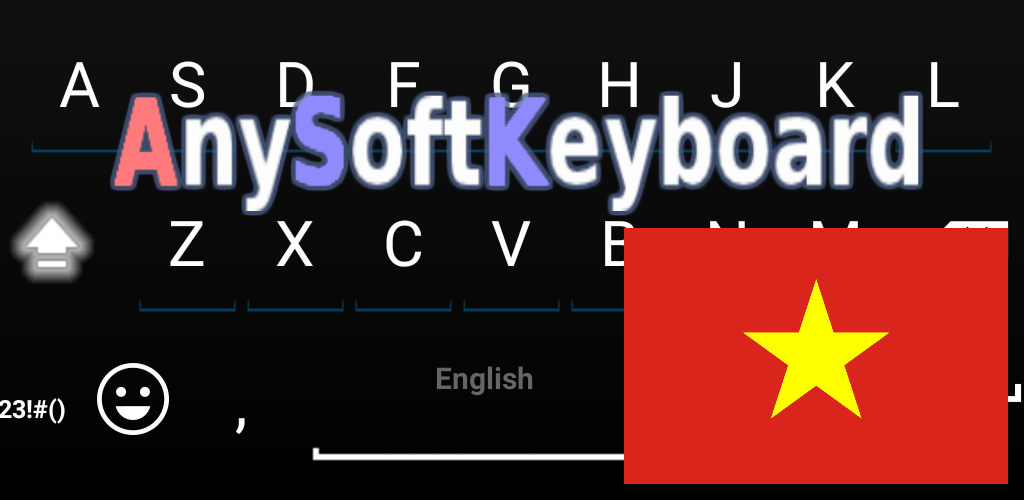 A S D F G H J K L
AnySoftKeyboard
Z X C V B N M
English
23!#() ,